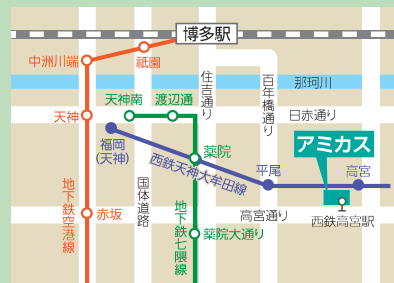 博多駅
中洲川端
祇園
住吉通り
百年橋通り
那珂川
天神南
渡辺通
天神
日赤通り
福岡
(天神)
薬院
アミカス
西鉄天神大牟田線
平尾
高宮
地下鉄空港線
国体道路
地下鉄七隈線
赤坂
高宮通り
西鉄高宮駅
薬院大通り